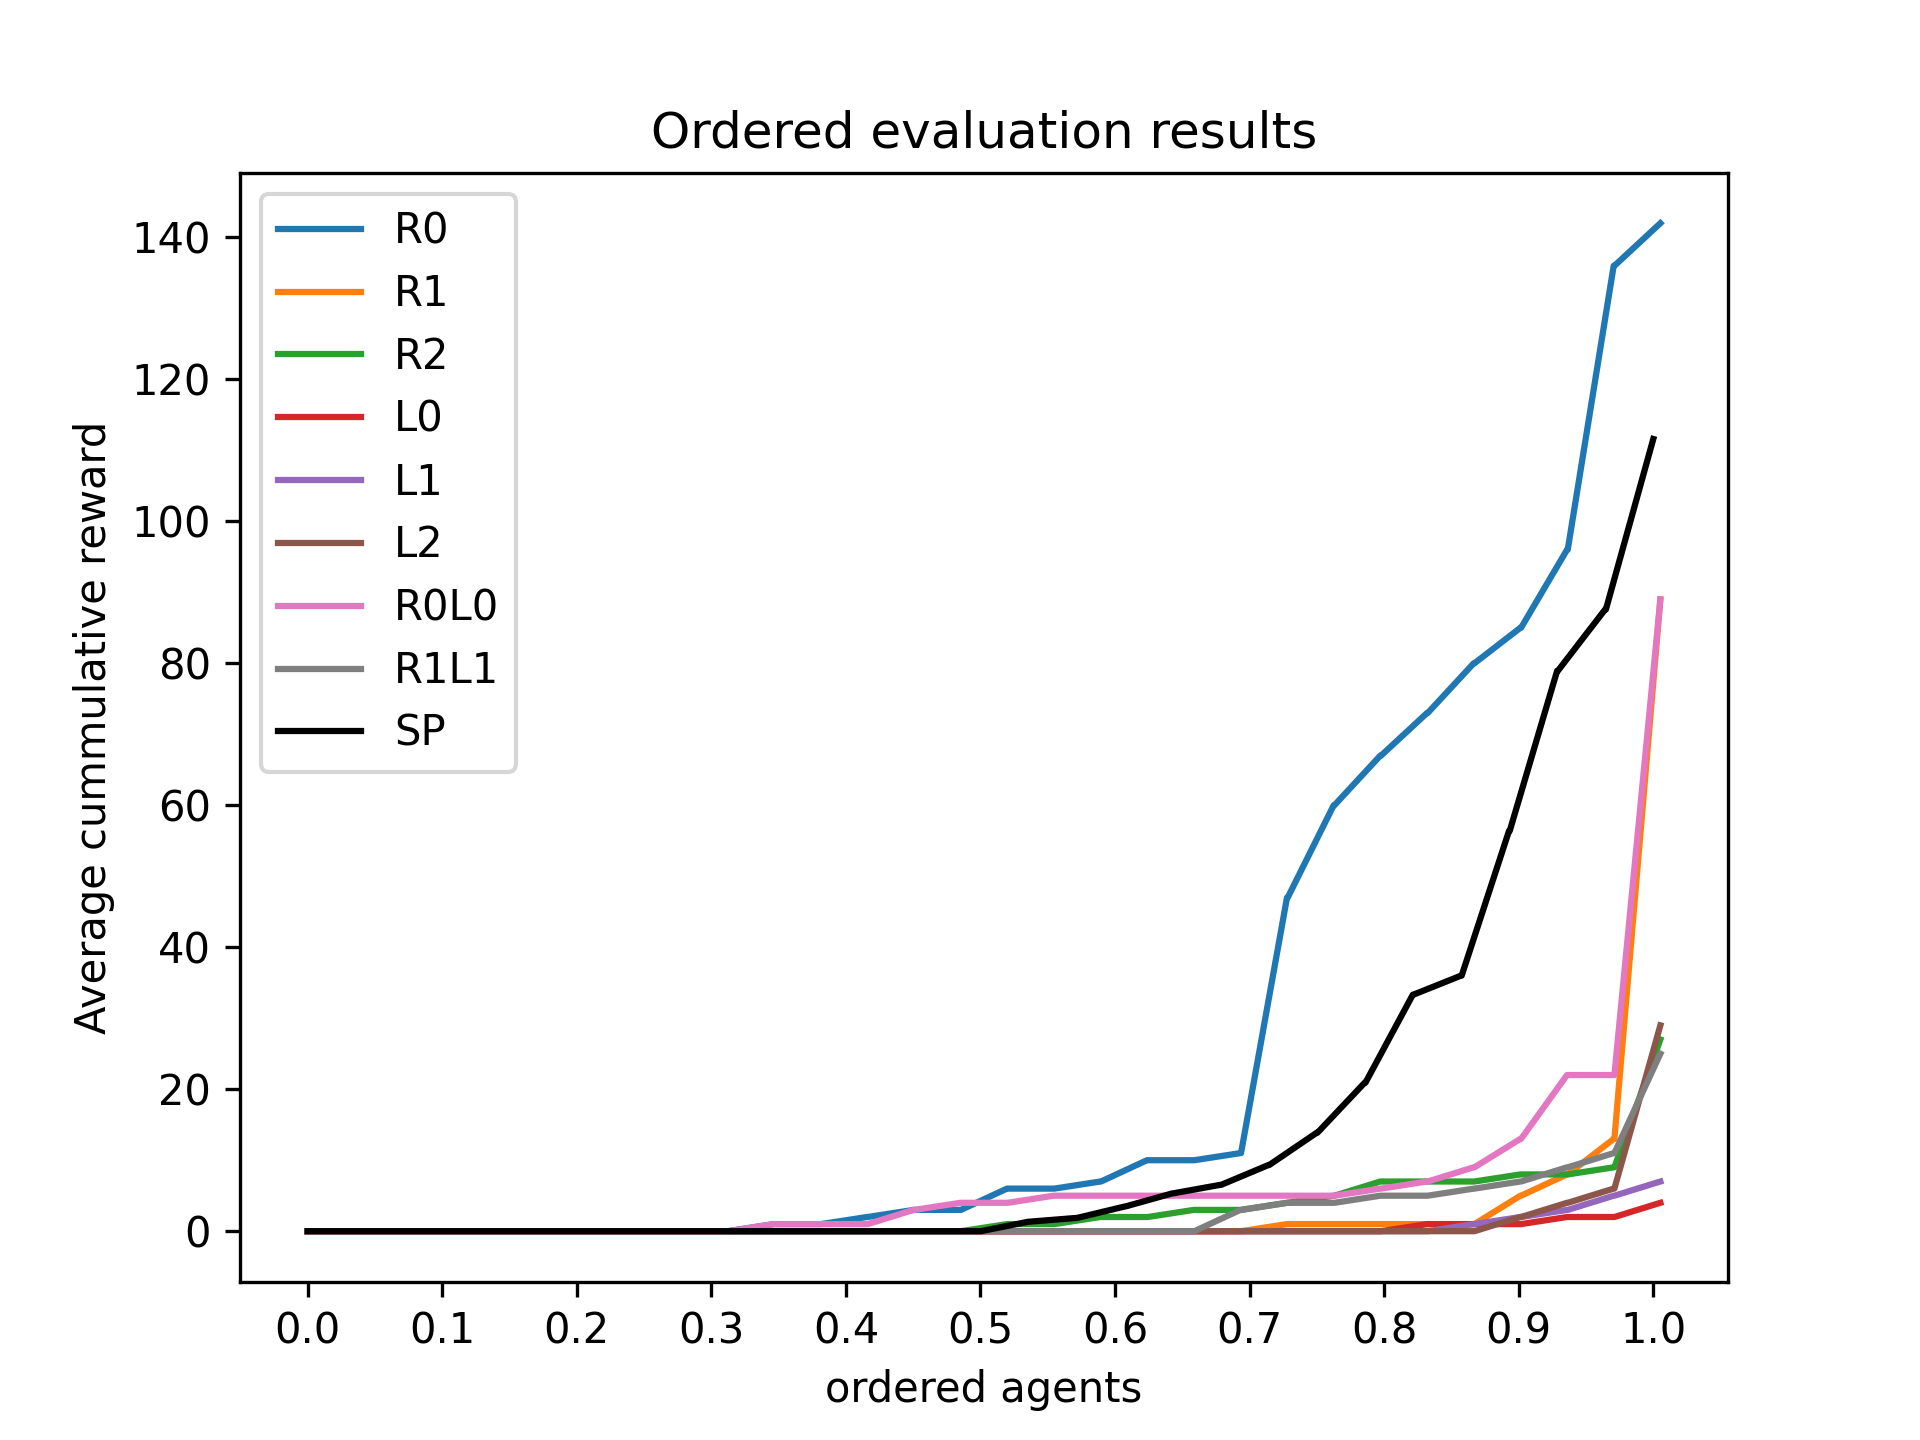 Ordered evaluation results
R0
R1
R2
L0
L1
L2
R0L0
R1L1
SP
Average cummulative reward
140
120
100
80
60
40
20
0
0.0 0.1 0.2 0.3 0.4 0.5 0.6 0.7 0.8 0.9 1.0
ordered agents